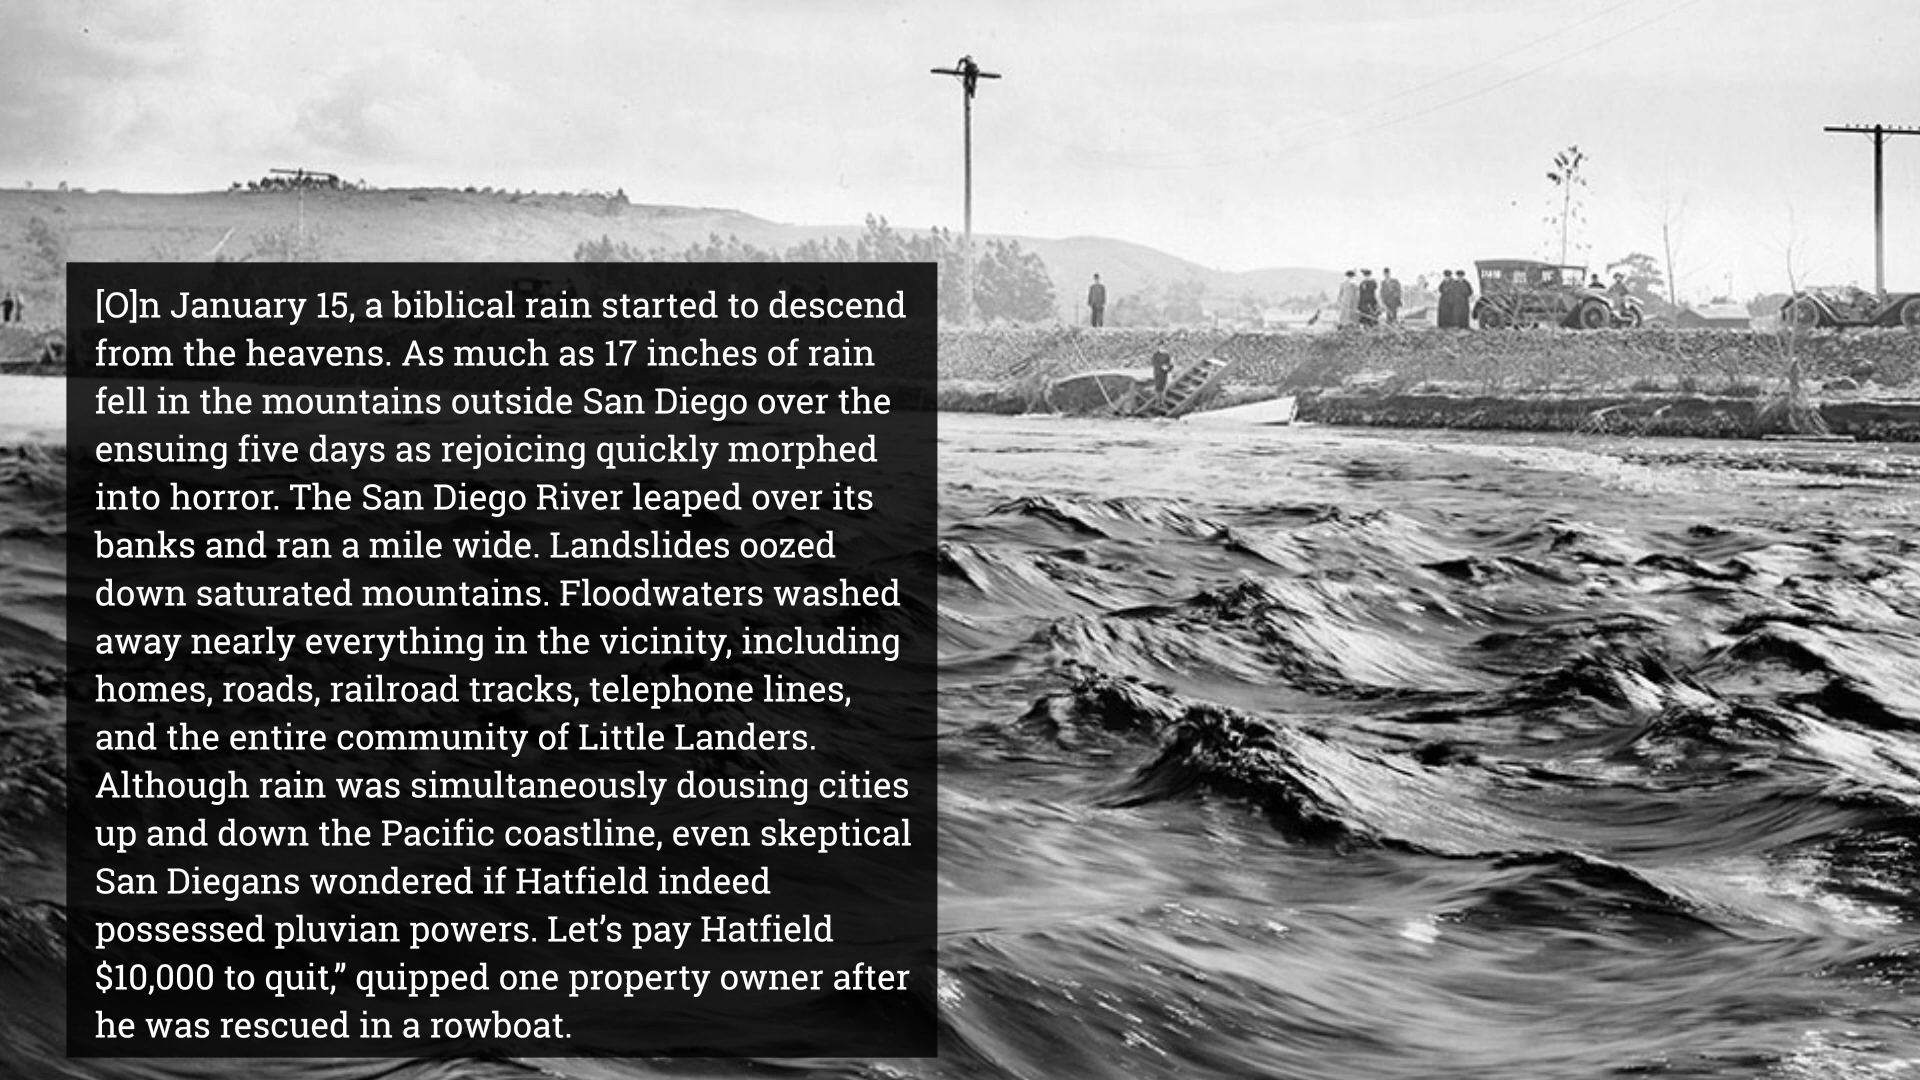 [O]n January 15, a biblical rain started to descend
from the heavens. As much as 17 inches of rain
fell in the mountains outside San Diego over the
ensuing five days as rejoicing quickly morphed
into horror. The San Diego River leaped over its
banks and ran a mile wide. Landslides oozed
down saturated mountains. Floodwaters washed
away nearly everything in the vicinity, including
homes, roads, railroad tracks, telephone lines,
and the entire community of Little Landers.
Although rain was simultaneously dousing cities
up and down the Pacific coastline, even skeptical
San Diegans wondered if Hatfield indeed
possessed pluvian powers. Let’s pay Hatfield
$10,000 to quit,” quipped one property owner after
he was rescued in a rowboat.